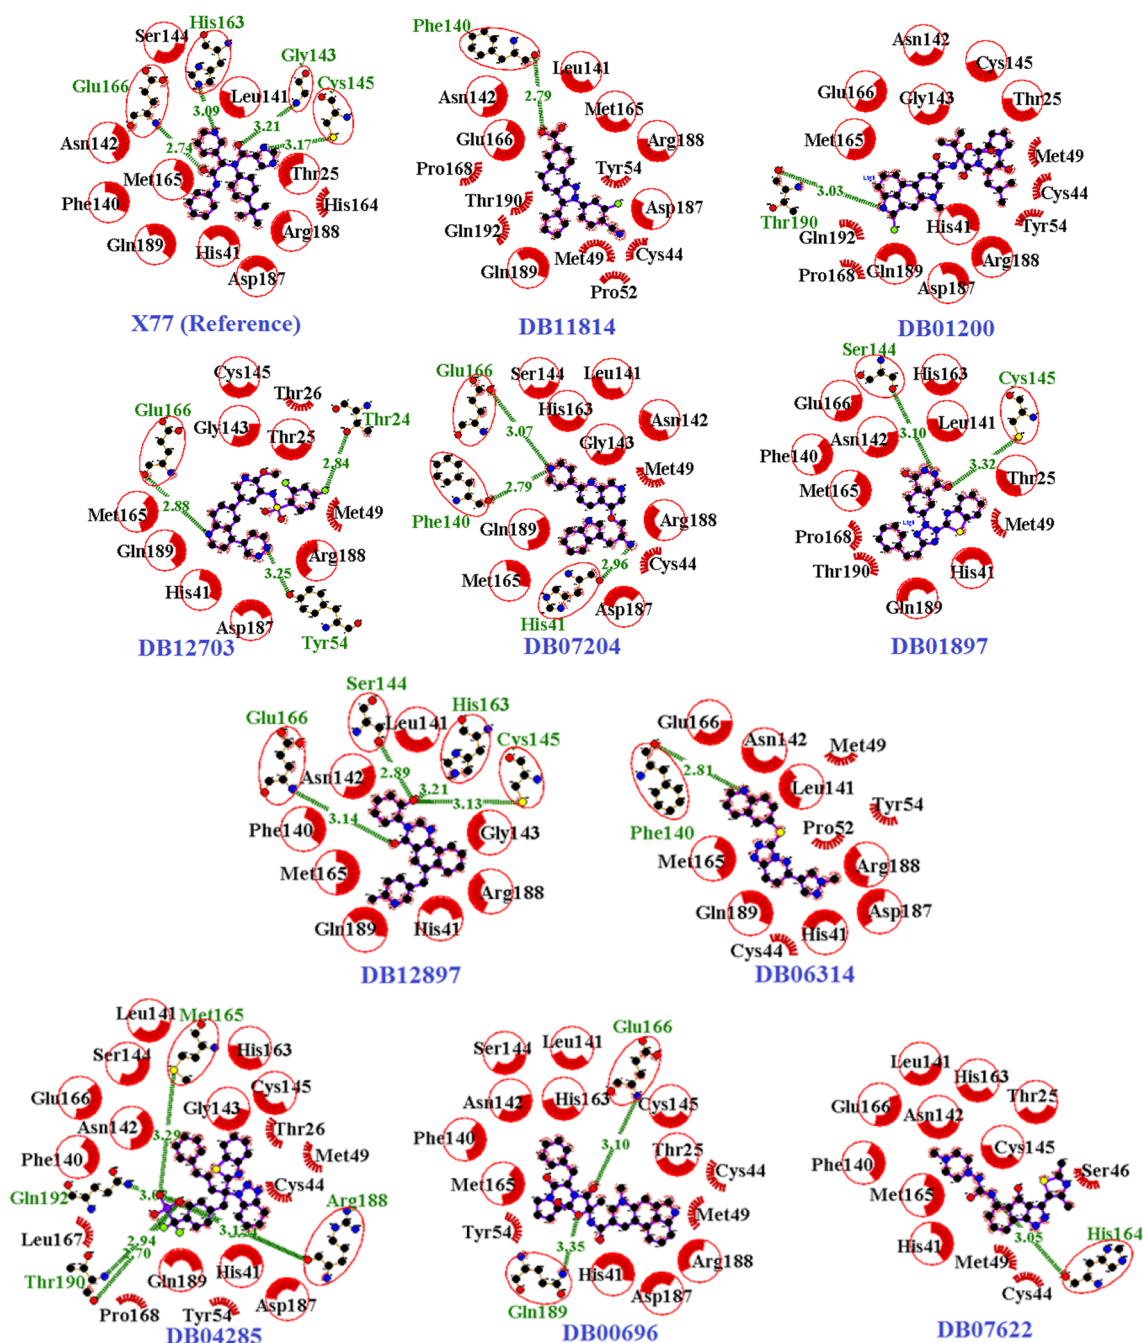 His163
Ser144
Gly143
Glu166
Cys145
Leu141
3.09
3.21
3.17
Asn142
2.74
Met165
Thr25
Phe140
His164
Gln189
His41
Arg188
Asp187
X77 (Reference)
Phe140
Leu141
2.79
Asn142
Met165
Glu166
Arg188
Pro168
Tyr54
Thr190
Asp187
Gln192
Met49
Cys44
Gln189
Pro52
DB11814
Asn142
Cys145
Glu166
Gly143
Thr25
Met165
Met49
Cys44
3.03
Thr190
Tyr54
Gln192
His41
Arg188
Pro168
Gln189
Asp187
DB01200
Cys145
Thr26
Glu166
Thr24
Gly143
Thr25
2.84
2.88
Met165
Met49
Gln189
Arg188
His41
3.25
Asp187
Tyr54
DB12703
Glu166
Ser144
Leu141
His163
Asn142
3.07
Gly143
Met49
2.79
Phe140
Gln189
Arg188
Met165
2.96
Cys44
His41
Asp187
DB07204
Ser144
His163
Cys145
Glu166
Asn142
Leu141
3.10
Phe140
3.32
Met165
Thr25
Pro168
Met49
Thr190
His41
Gln189
DB01897
Ser144
Glu166
Leu141
His163
Cys145
Asn142
2.89
3.21
3.13
3.14
Phe140
Gly143
Met165
Arg188
Gln189
His41
DB12897
Glu166
Asn142
Met49
2.81
Leu141
Tyr54
Phe140
Pro52
Met165
Arg188
Gln189
Asp187
Cys44
His41
DB06314
Met165
Leu141
Ser144
His163
Glu166
Cys145
Gly143
Asn142
Thr26
3.29
Met49
Phe140
Gln192
Cys44
Arg188
Leu167
2.94
2.70
Thr190
Gln189
His41
Pro168
Tyr54
Asp187
DB04285
Glu166
Leu141
Ser144
Asn142
His163
Cys145
Phe140
3.10
Thr25
Cys44
Met165
Met49
Tyr54
3.35
Arg188
His41
Gln189
Asp187
DB00696
Leu141
His163
Thr25
Glu166
Asn142
Cys145
Phe140
Ser46
Met165
His41
3.05
His164
Met49
Cys44
DB07622